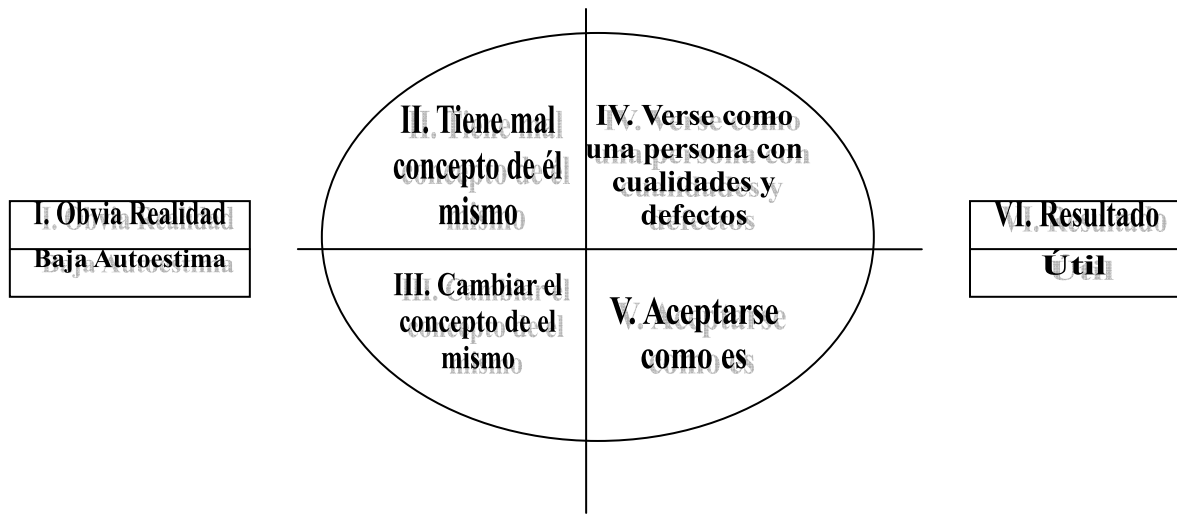 I. Obvia Realidad
Baja Autoestima
II. Tiene mal
concepto de él
mismo
III. Cambiar el
concepto de el
mismo
IV. Verse como
una persona con
cualidades y
defectos
V. Aceptarse
como es
VI. Resultado
Útil